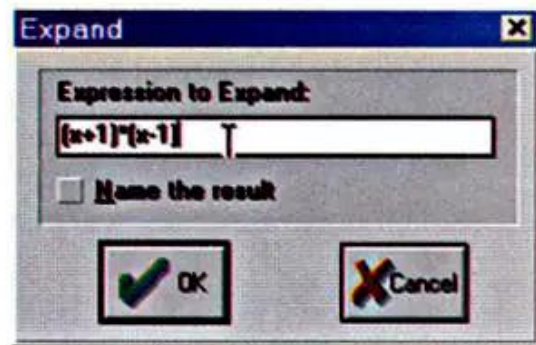 Expand
Expression to Expand:
(x+1)*(x-1)
Name the result
OK
Cancel